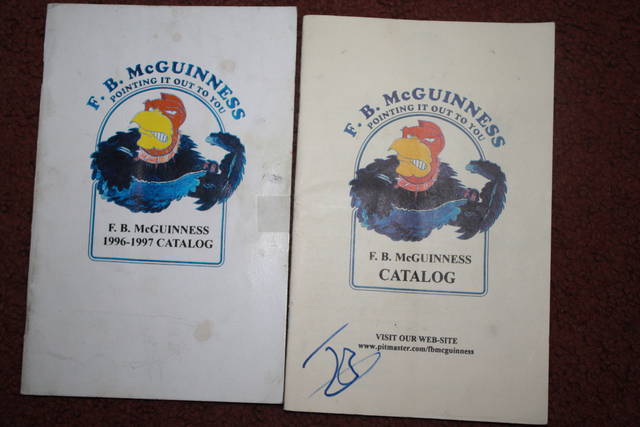 F. B. McGUINNESS
POINTING IT OUT TO YOU
F. B. McGUINNESS
1996-1997 CATALOG
F. B. McGUINNESS
POINTING IT OUT TO YOU
F. B. McGUINNESS
CATALOG
VISIT OUR WEB-SITE
www.pitmaster.com/fbmcguinness